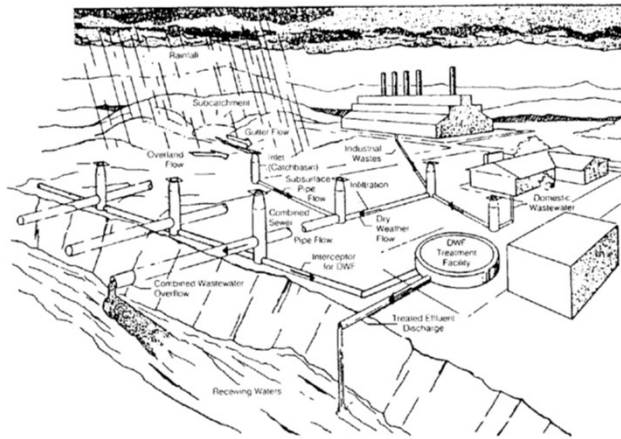 Rainfall
Subcatchment
Gutter Flow
Overland
Flow
Inlet
(Catchbasin)
Industrial
Wastes
Subsurface
Pipe
Flow
Infiltration
Combined
Sewer
Pipe Flow
Dry
Weather
Flow
Domestic
Wastewater
DWF
Treatment
Facility
Interceptor
for DWF
Combined Wastewater
Overflow
Treated Effluent
Discharge
Receiving Waters